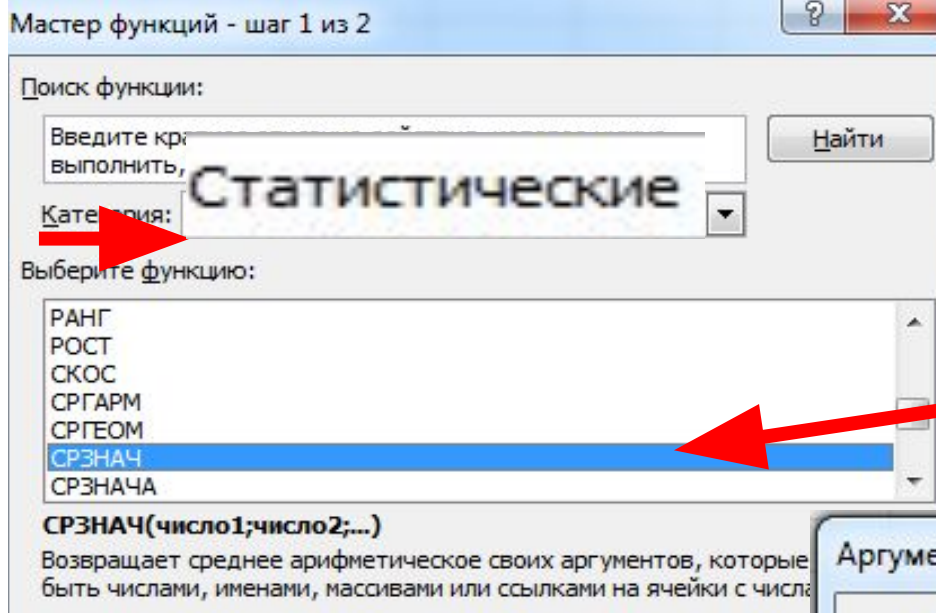 Мастер функций - шаг 1 из 2
?
X
Поиск функции:
Введите
выполнить,
Найти
Категория:
Статистические
Выберите функцию:
РАНГ
РОСТ
СКОС
СРГАРМ
СРГЕОМ
СРЗНАЧ
СРЗНАЧА
СРЗНАЧ(число1;число2;...)
Возвращает среднее арифметическое своих аргументов, которые
быть числами, именами, массивами или ссылками на ячейки с
Аргуме